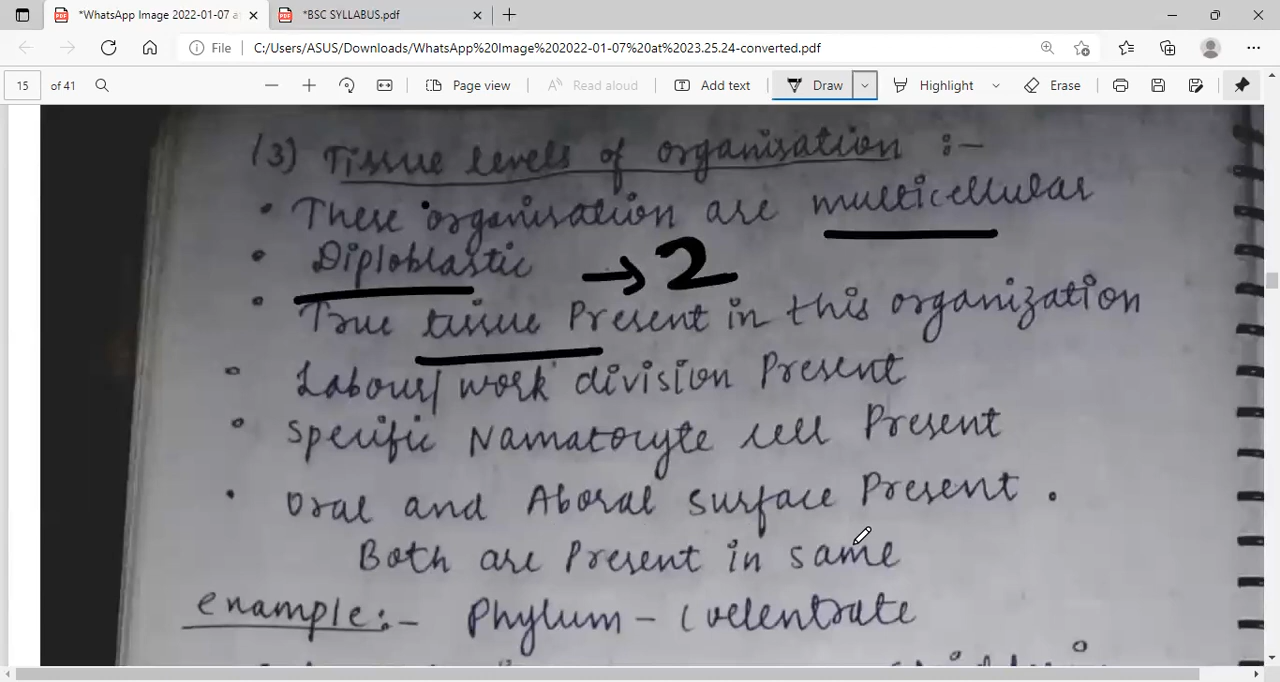 *WhatsApp Image 2022-01-07 a
*BSC SYLLABUS.pdf
File
C:/Users/ASUS/Downloads/WhatsApp%20Image%202022-01-07%20at%2023.25.24-converted.pdf
15 of 41
Page view
Read aloud
Add text
Draw
Highlight
Erase
(3) Tissue levels of organisation :-
• These organisation are multicellular
• Diploblastic → 2
• True tissue Present in this organization
• Labour/work division Present
• Specific Namatocyte cell Present
• Oral and Aboral surface Present .
Both are Present in same
enample:- Phylum - Coelentrate